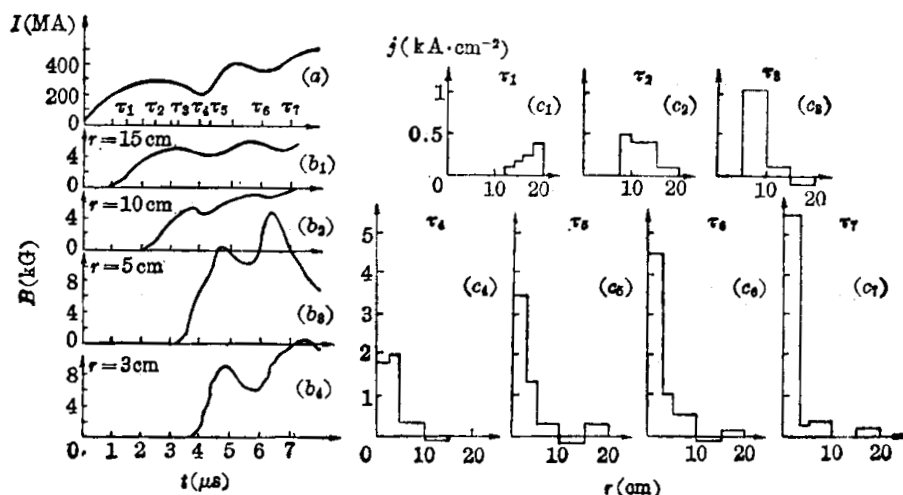 I(MA)
400
200
0
(a)
τ₁ τ₂ τ₃ τ₄ τ₅ τ₆ τ₇
r = 15 cm
4
0
(b₁)
r = 10 cm
4
0
(b₂)
r = 5 cm
8
4
0
(b₃)
r = 3 cm
8
4
0
(b₄)
B(kG)
0. 1 2 3 4 5 6 7
t(μs)
j(kA·cm⁻²)
τ₁
(c₁)
1
0.5
0
10 20
τ₂
(c₂)
10 20
τ₃
(c₃)
10 20
τ₄
(c₄)
5
4
3
2
1
0 10 20
τ₅
(c₅)
10 20
τ₆
(c₆)
10 20
τ₇
(c₇)
10 20
r(cm)